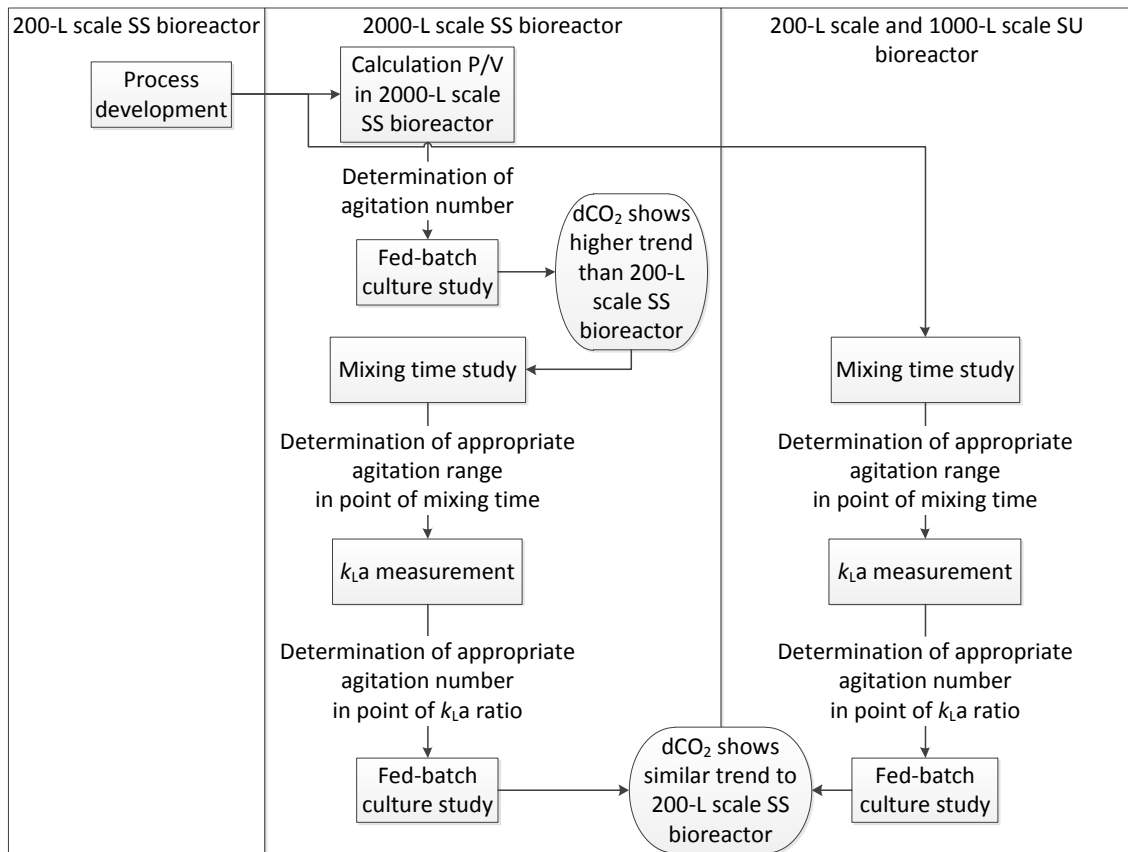 200-L scale SS bioreactor
2000-L scale SS bioreactor
200-L scale and 1000-L scale SU
bioreactor
Process
development
Calculation P/V
in 2000-L scale
SS bioreactor
Determination of
agitation number
Fed-batch
culture study
dCO₂ shows
higher trend
than 200-L
scale SS
bioreactor
Mixing time study
Determination of appropriate
agitation range
in point of mixing time
kLa measurement
Determination of appropriate
agitation number
in point of kLa ratio
Fed-batch
culture study
dCO₂ shows
similar trend to
200-L scale SS
bioreactor
Mixing time study
Determination of appropriate
agitation range
in point of mixing time
kLa measurement
Determination of appropriate
agitation number
in point of kLa ratio
Fed-batch
culture study